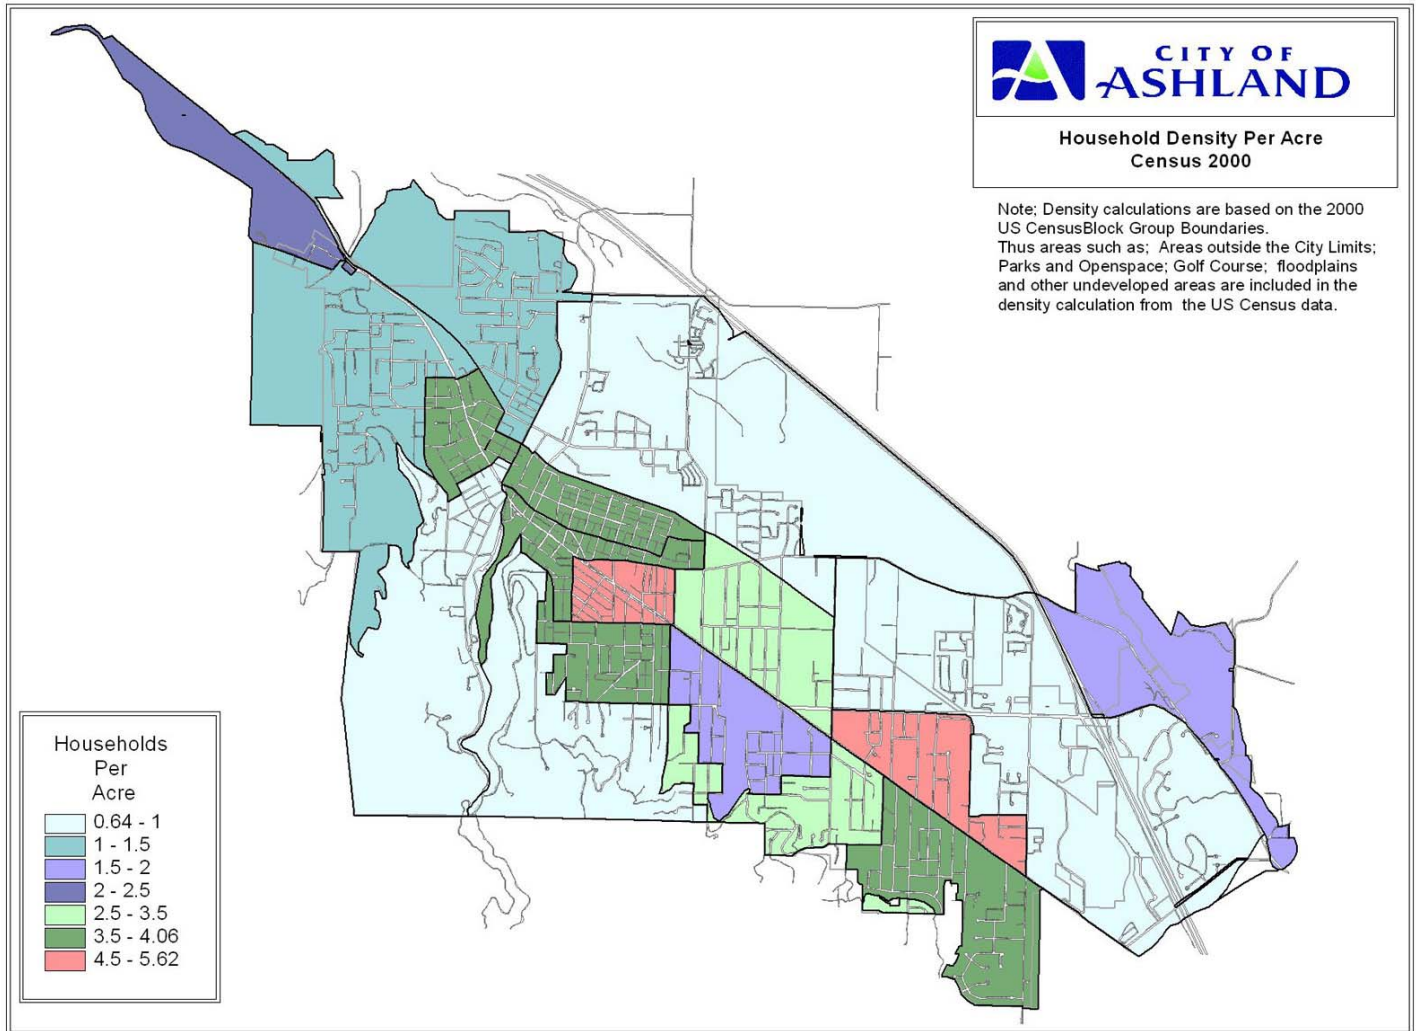 CITY OF
ASHLAND
Household Density Per Acre
Census 2000
Note; Density calculations are based on the 2000
US CensusBlock Group Boundaries.
Thus areas such as;  Areas outside the City Limits;
Parks and Openspace; Golf Course;  floodplains
and other undeveloped areas are included in the
density calculation from  the US Census data.
Households
Per
Acre
0.64 - 1
1 - 1.5
1.5 - 2
2 - 2.5
2.5 - 3.5
3.5 - 4.06
4.5 - 5.62